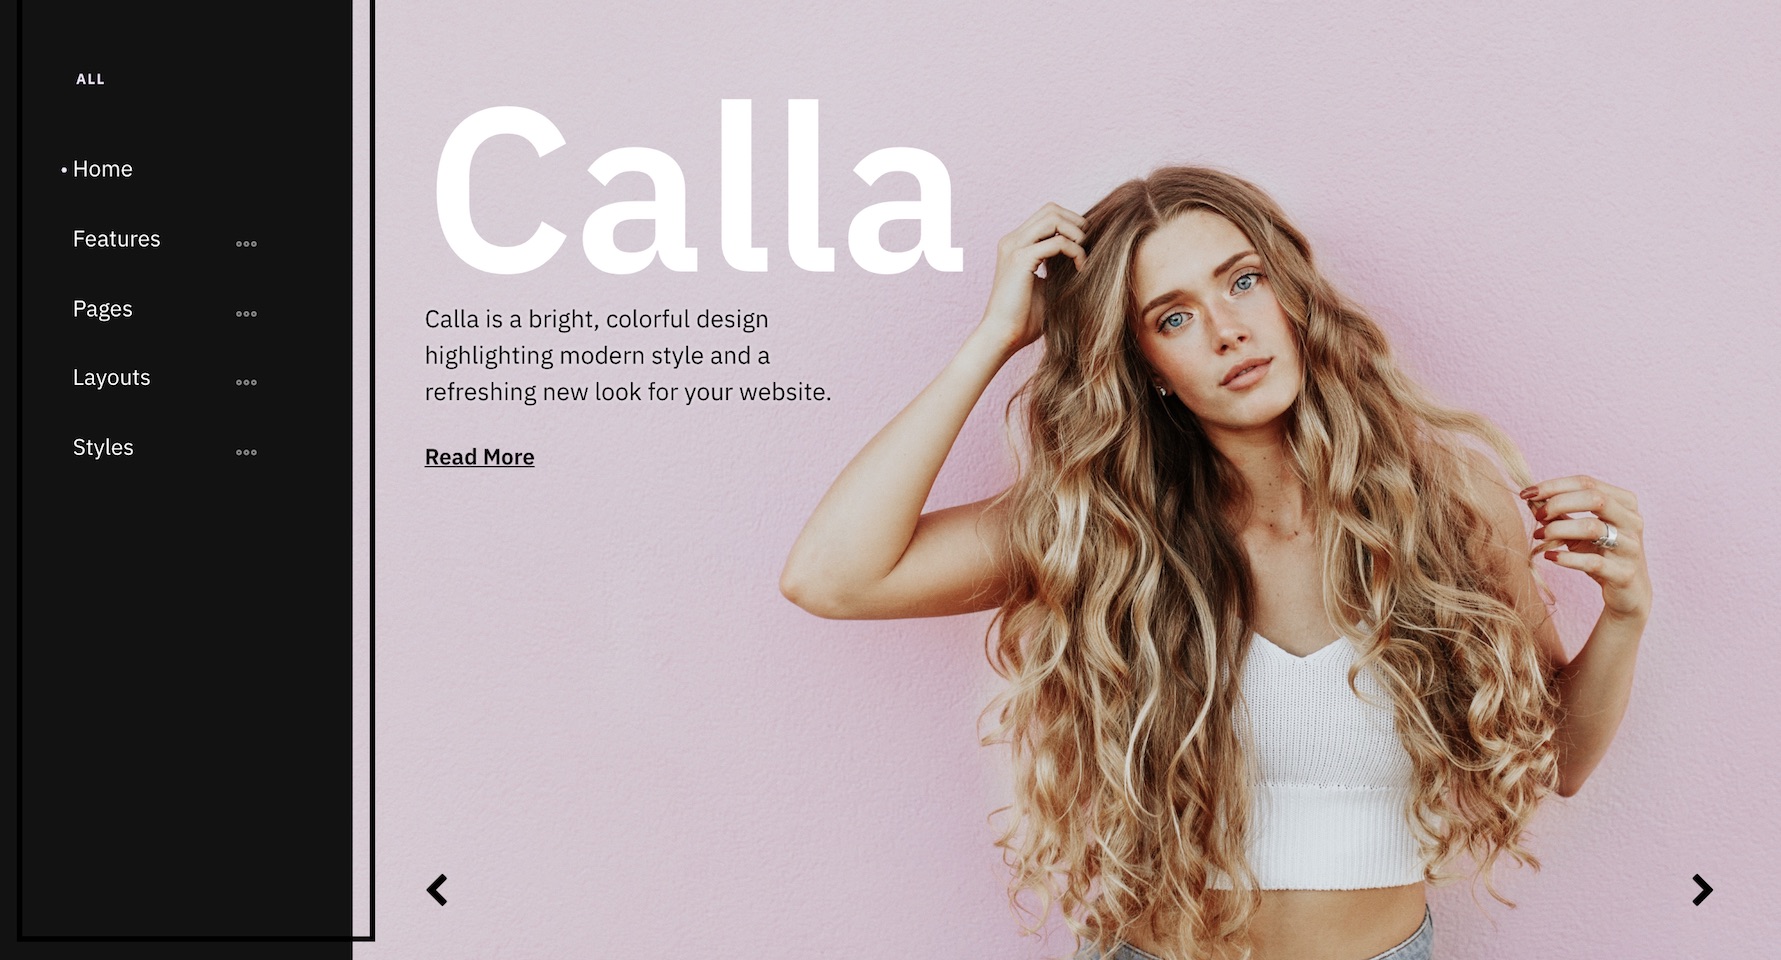 ALL
Home
Features
Pages
Layouts
Styles
Calla
Calla is a bright, colorful design
highlighting modern style and a
refreshing new look for your website.
Read More